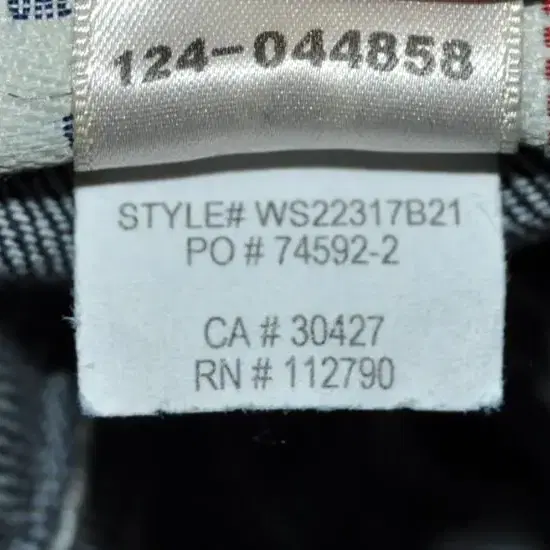 124-044858
STYLE# WS22317B21
PO # 74592-2
CA # 30427
RN # 112790